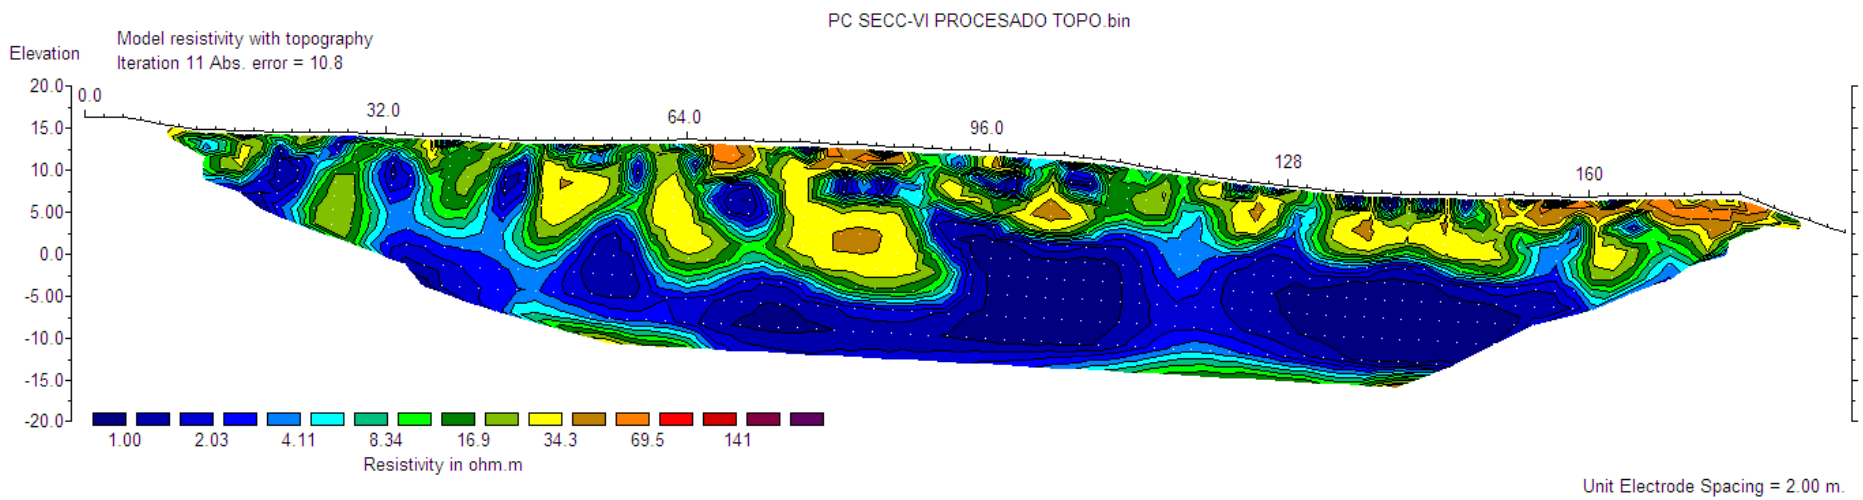 PC SECC-VI PROCESADO TOPO.bin
Model resistivity with topography
Elevation
Iteration 11 Abs. error = 10.8
20.0
0.0
32.0
64.0
96.0
128
160
15.0
10.0
5.00
0.0
-5.00
-10.0
-15.0
-20.0
1.00 2.03 4.11 8.34 16.9 34.3 69.5 141
Resistivity in ohm.m
Unit Electrode Spacing = 2.00 m.